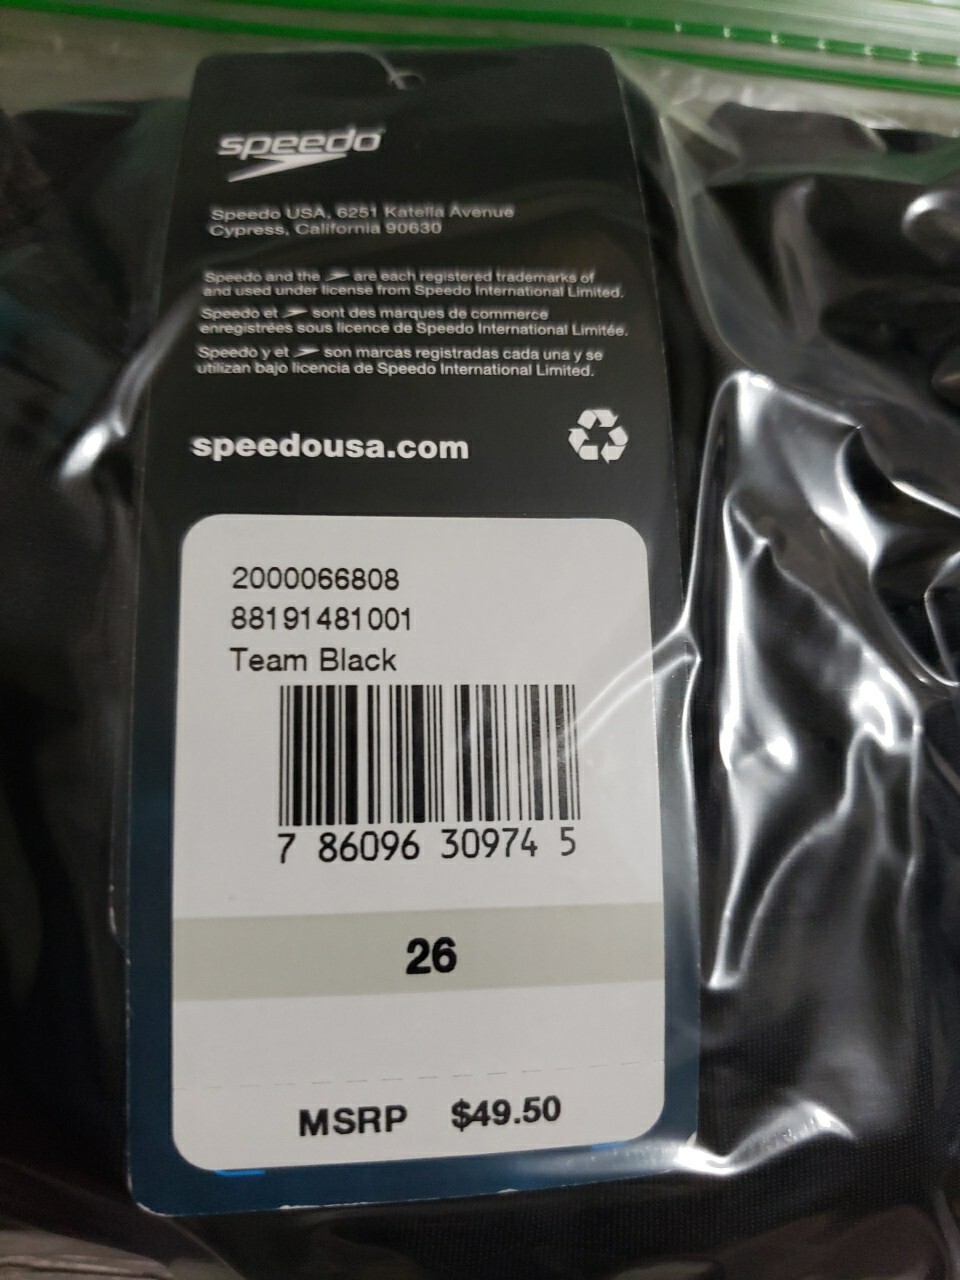 speedo
Speedo USA, 6251 Katella Avenue
Cypress, California 90630
Speedo and the are each registered trademarks of
and used under license from Speedo International Limited.
Speedo et sont des marques de commerce
enregistrées sous licence de Speedo International Limitée.
Speedo y et son marcas registradas cada una y se
utilizan bajo licencia de Speedo International Limited.
speedousa.com
2000066808
88191481001
Team Black
7 86096 30974 5
26
MSRP $49.50